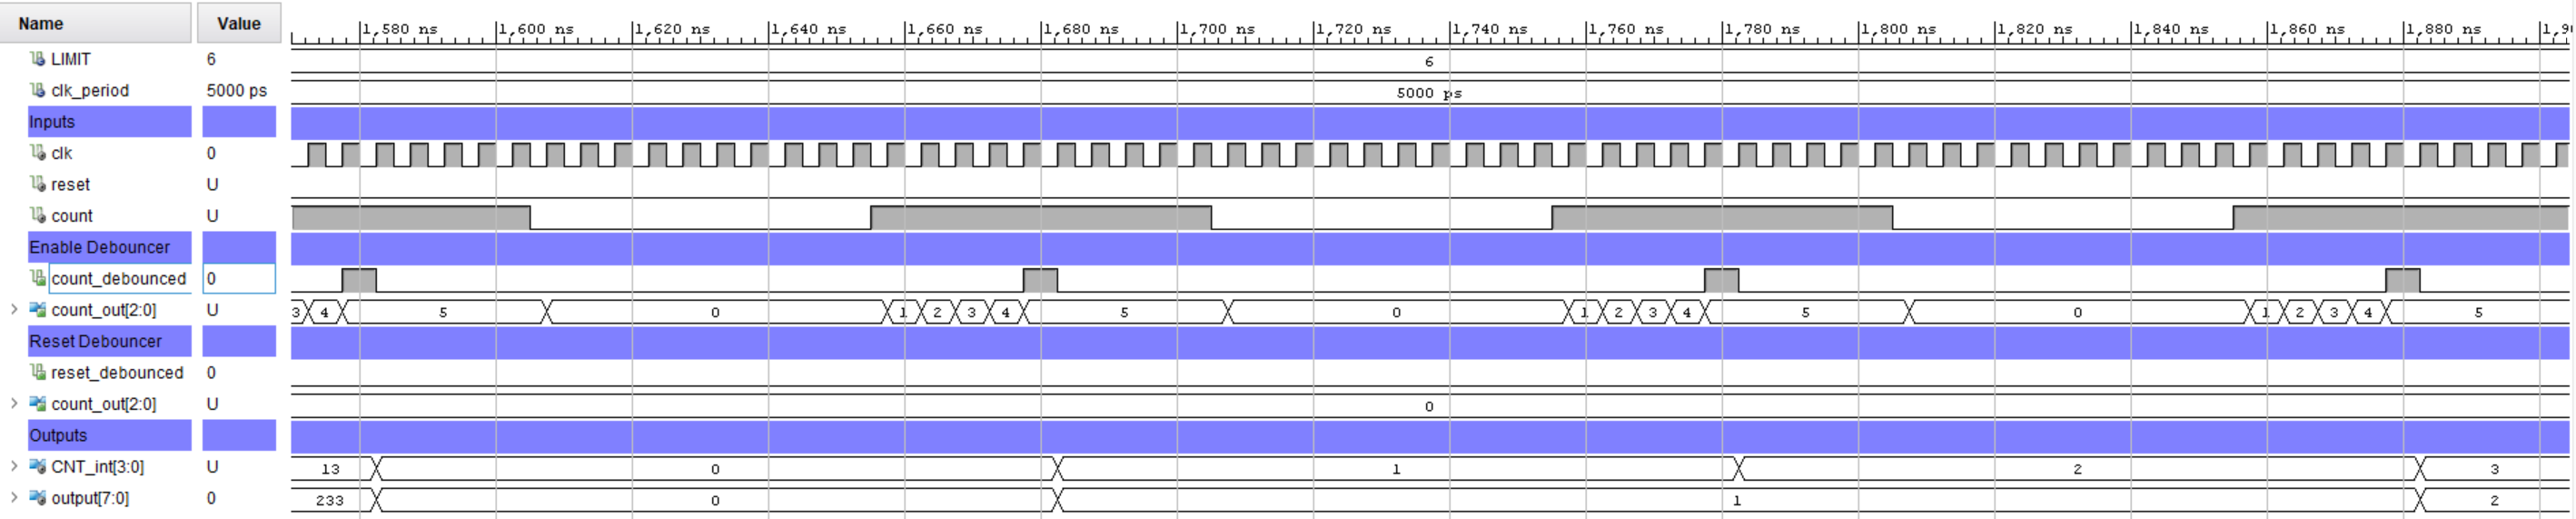 Name Value 1,580 ns 1,600 ns 1,620 ns 1,640 ns 1,660 ns 1,680 ns 1,700 ns 1,720 ns 1,740 ns 1,760 ns 1,780 ns 1,800 ns 1,820 ns 1,840 ns 1,860 ns 1,880 ns
LIMIT 6 6
clk_period 5000 ps 5000 ps
Inputs
clk 0
reset U
count U
Enable Debouncer
count_debounced 0
count_out[2:0] U 3 4 5 0 1 2 3 4 5 0 1 2 3 4 5 0 1 2 3 4 5
Reset Debouncer
reset_debounced 0
count_out[2:0] U 0
Outputs
CNT_int[3:0] U 13 0 1 2 3
output[7:0] 0 233 0 1 2